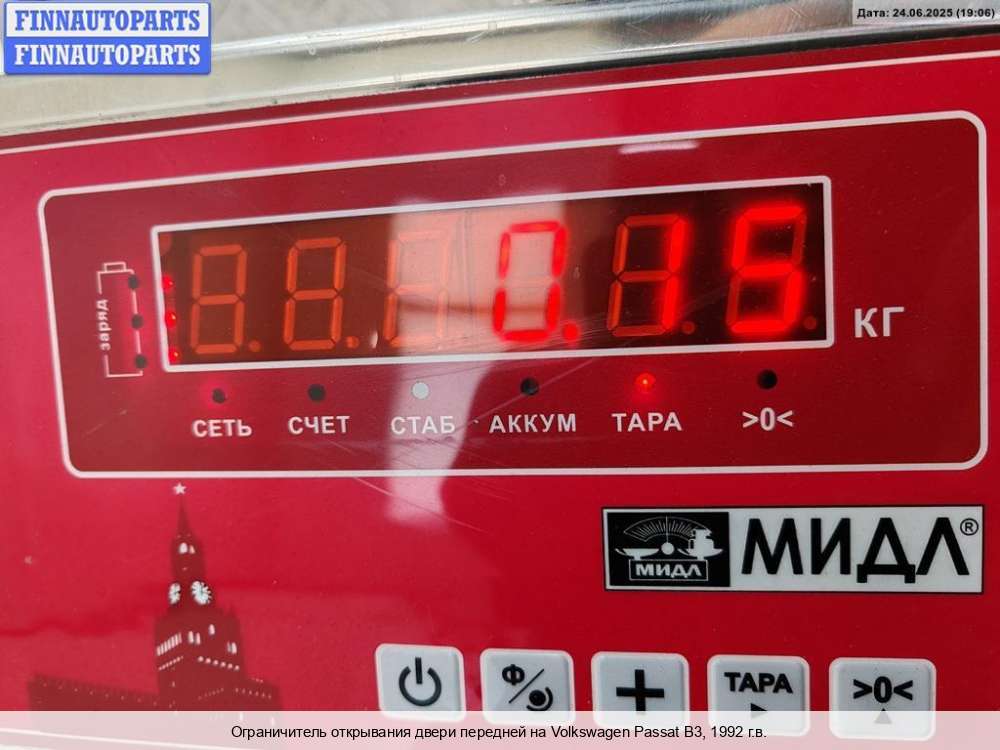 FINNAUTOPARTS
FINNAUTOPARTS
Дата: 24.06.2025 (19:06)
заряд
0.15
КГ
СЕТЬ СЧЕТ СТАБ АККУМ ТАРА >0<
МИДЛ МИДЛ®
Ф
ТАРА
>0<
Ограничитель открывания двери передней на Volkswagen Passat B3, 1992 г.в.